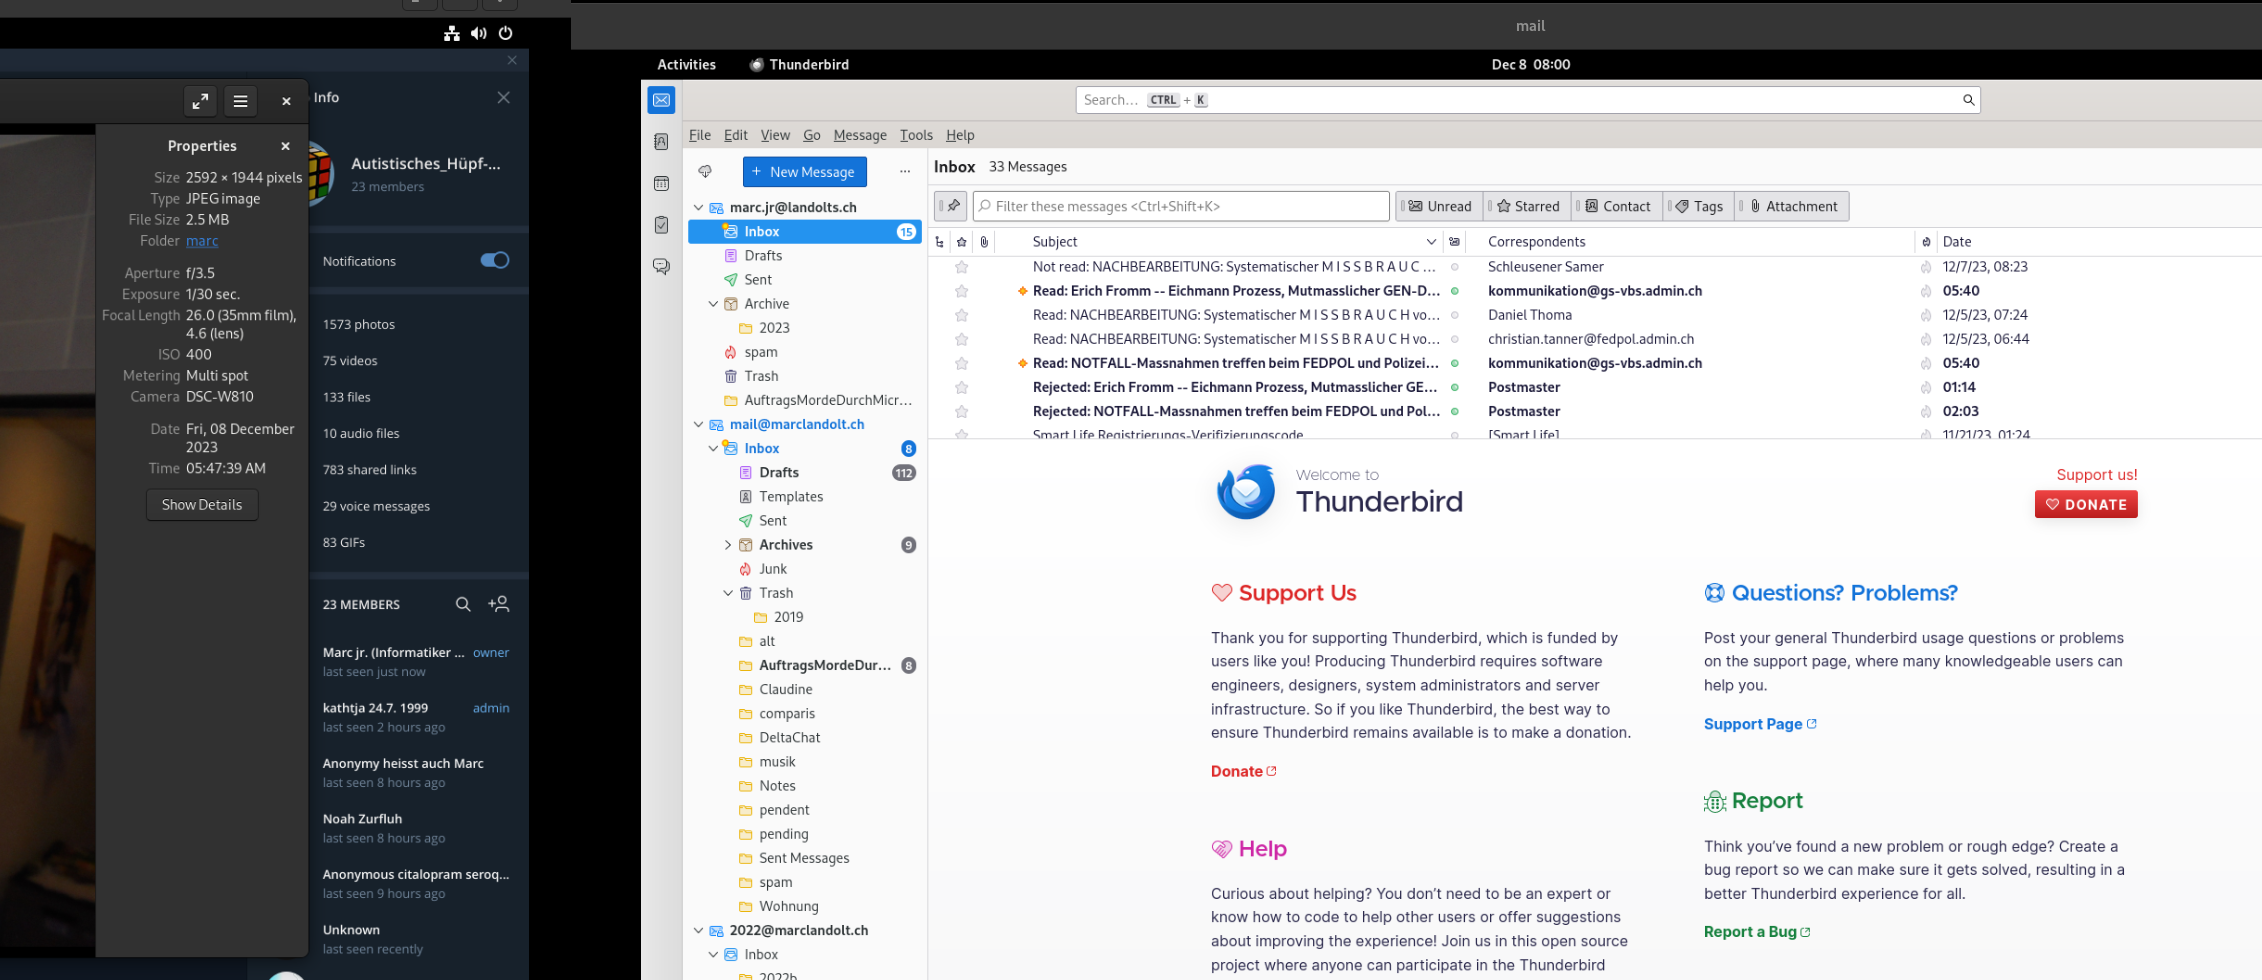 mail
Activities
Thunderbird
Dec 8 08:00
Info
Properties
Size 2592 × 1944 pixels
Type JPEG image
File Size 2.5 MB
Folder marc
Aperture f/3.5
Exposure 1/30 sec.
Focal Length 26.0 (35mm film),
4.6 (lens)
ISO 400
Metering Multi spot
Camera DSC-W810
Date Fri, 08 December
2023
Time 05:47:39 AM
Show Details
Autistisches_Hüpf-...
23 members
Notifications
1573 photos
75 videos
133 files
10 audio files
783 shared links
29 voice messages
83 GIFs
23 MEMBERS
Marc jr. (Informatiker ... owner
last seen just now
kathtja 24.7. 1999 admin
last seen 2 hours ago
Anonymy heisst auch Marc
last seen 8 hours ago
Noah Zurfluh
last seen 8 hours ago
Anonymous citalopram seroq...
last seen 9 hours ago
Unknown
last seen recently
Search... CTRL + K
File Edit View Go Message Tools Help
+ New Message ...
marc.jr@landolts.ch
Inbox 15
Drafts
Sent
Archive
2023
spam
Trash
AuftragsMordeDurchMicr...
mail@marclandolt.ch
Inbox 8
Drafts 112
Templates
Sent
Archives 9
Junk
Trash
2019
alt
AuftragsMordeDur... 8
Claudine
comparis
DeltaChat
musik
Notes
pendent
pending
Sent Messages
spam
Wohnung
2022@marclandolt.ch
Inbox
2022b
Inbox 33 Messages
Filter these messages <Ctrl+Shift+K>
Unread Starred Contact Tags Attachment
Subject Correspondents Date
Not read: NACHBEARBEITUNG: Systematischer M I S S B R A U C ... Schleusener Samer 12/7/23, 08:23
Read: Erich Fromm -- Eichmann Prozess, Mutmasslicher GEN-D... kommunikation@gs-vbs.admin.ch 05:40
Read: NACHBEARBEITUNG: Systematischer M I S S B R A U C H vo... Daniel Thoma 12/5/23, 07:24
Read: NACHBEARBEITUNG: Systematischer M I S S B R A U C H vo... christian.tanner@fedpol.admin.ch 12/5/23, 06:44
Read: NOTFALL-Massnahmen treffen beim FEDPOL und Polizei... kommunikation@gs-vbs.admin.ch 05:40
Rejected: Erich Fromm -- Eichmann Prozess, Mutmasslicher GE... Postmaster 01:14
Rejected: NOTFALL-Massnahmen treffen beim FEDPOL und Pol... Postmaster 02:03
Smart Life Registrierungs-Verifizierungscode [Smart Life] 11/21/23, 01:24
Welcome to
Thunderbird
Support us!
DONATE
Support Us
Thank you for supporting Thunderbird, which is funded by
users like you! Producing Thunderbird requires software
engineers, designers, system administrators and server
infrastructure. So if you like Thunderbird, the best way to
ensure Thunderbird remains available is to make a donation.
Donate
Help
Curious about helping? You don’t need to be an expert or
know how to code to help other users or offer suggestions
about improving the experience! Join us in this open source
project where anyone can participate in the Thunderbird
Questions? Problems?
Post your general Thunderbird usage questions or problems
on the support page, where many knowledgeable users can
help you.
Support Page
Report
Think you’ve found a new problem or rough edge? Create a
bug report so we can make sure it gets solved, resulting in a
better Thunderbird experience for all.
Report a Bug